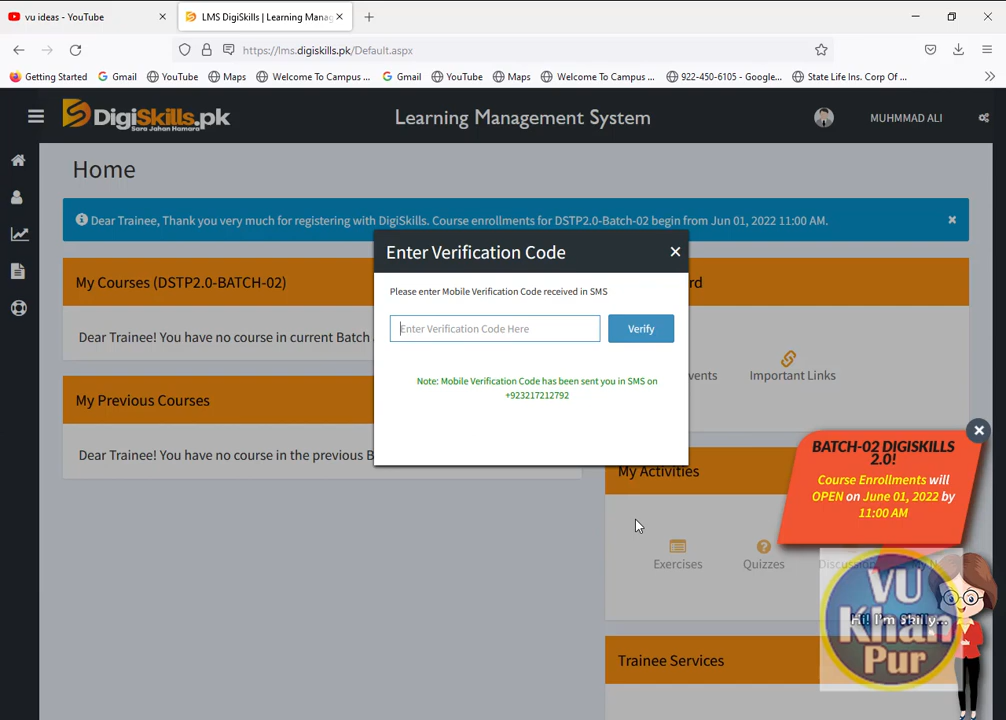 vu ideas - YouTube
LMS DigiSkills | Learning Manag
https://lms.digiskills.pk/Default.aspx
Getting Started
Gmail
YouTube
Maps
Welcome To Campus ...
Gmail
YouTube
Maps
Welcome To Campus ...
922-450-6105 - Google...
State Life Ins. Corp Of ...
DigiSkills.pk
Sara Jahan Hamara
Learning Management System
MUHMMAD ALI
Home
Dear Trainee, Thank you very much for registering with DigiSkills. Course enrollments for DSTP2.0-Batch-02 begin from Jun 01, 2022 11:00 AM.
My Courses (DSTP2.0-BATCH-02)
Dear Trainee! You have no course in current Batch
My Previous Courses
Dear Trainee! You have no course in the previous B
Enter Verification Code
Please enter Mobile Verification Code received in SMS
Enter Verification Code Here
Verify
Note: Mobile Verification Code has been sent you in SMS on
+923217212792
rd
vents
Important Links
BATCH-02 DIGISKILLS
2.0!
Course Enrollments will
OPEN on June 01, 2022 by
11:00 AM
My Activities
Exercises
Quizzes
VU
Khan
Pur
Hi! I'm Skilly...
Trainee Services